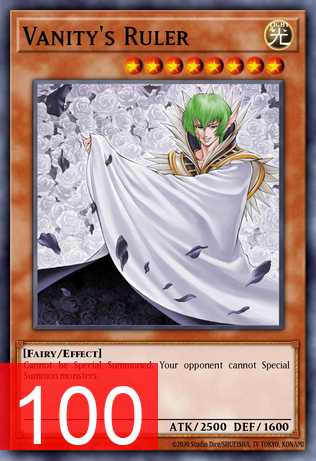 Vanity's Ruler
LIGHT
光
[Fairy/Effect]
Cannot be Special Summoned. Your opponent cannot Special
Summon monsters.
100
ATK/2500 DEF/1600
©2020 Studio Dice/SHUEISHA, TV TOKYO, KONAMI